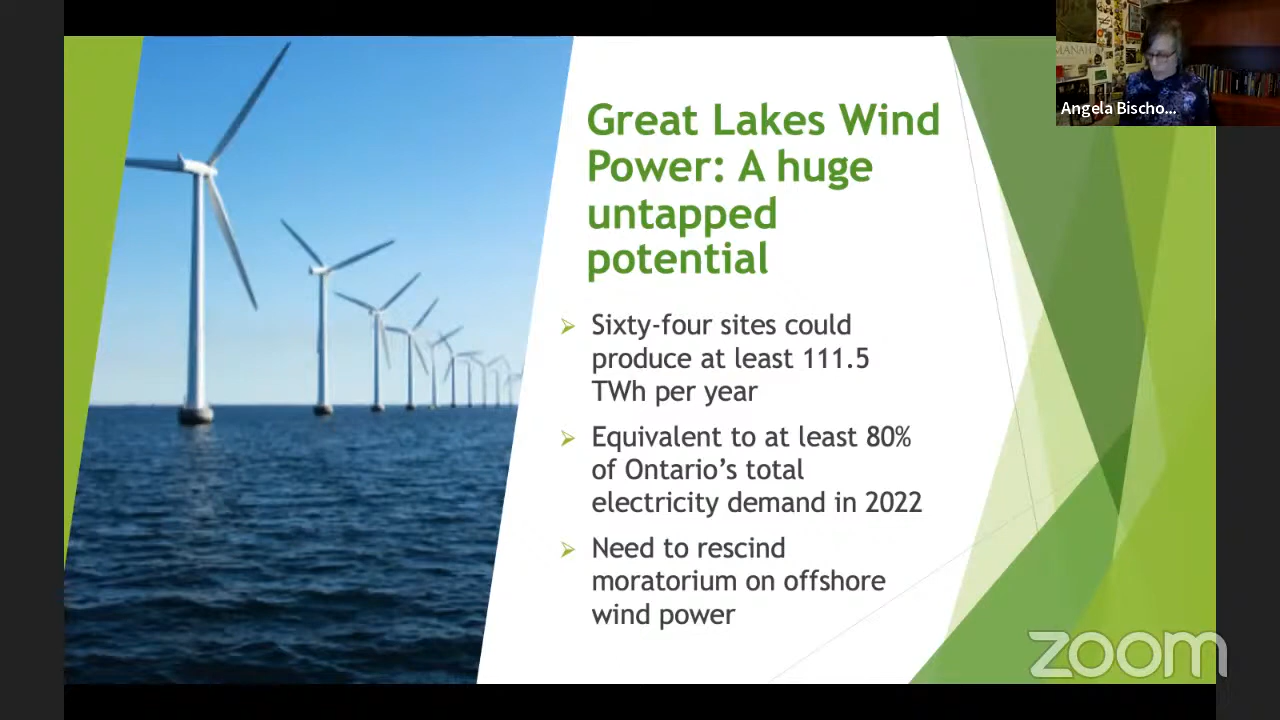 Great Lakes Wind
Power: A huge
untapped
potential
Sixty-four sites could
produce at least 111.5
TWh per year
Equivalent to at least 80%
of Ontario’s total
electricity demand in 2022
Need to rescind
moratorium on offshore
wind power
MANAH
Angela Bischo...
zoom